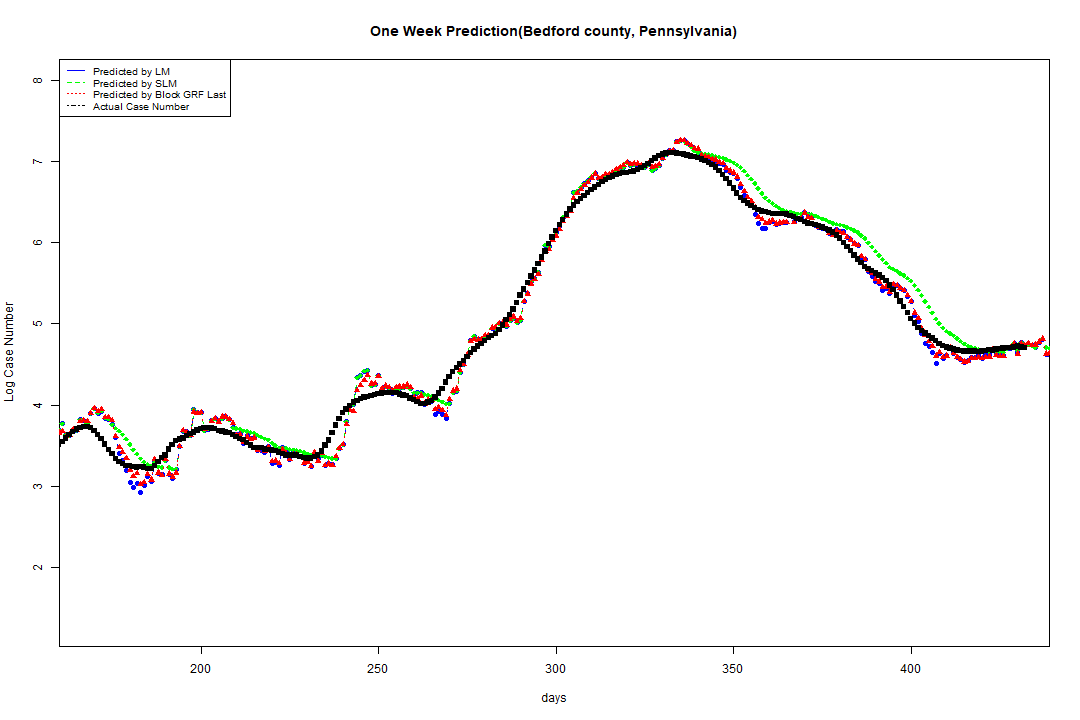 One Week Prediction(Bedford county, Pennsylvania)
Predicted by LM
Predicted by SLM
Predicted by Block GRF Last
Actual Case Number
8
7
6
5
4
3
2
Log Case Number
200 250 300 350 400
days